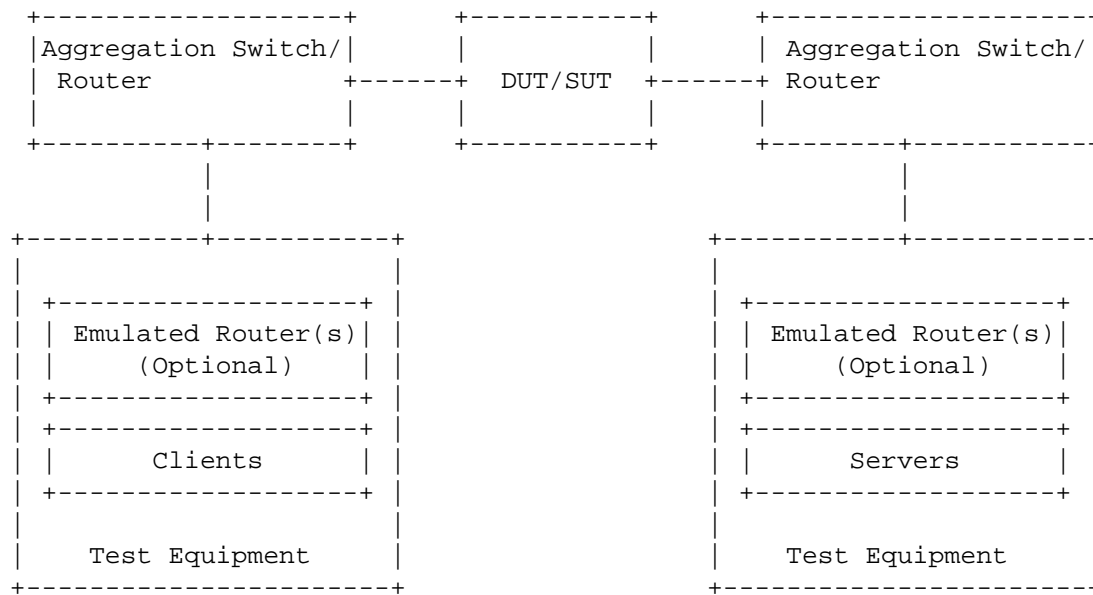 Aggregation Switch/
Router
DUT/SUT
Aggregation Switch/
Router
Emulated Router(s)
(Optional)
Clients
Test Equipment
Emulated Router(s)
(Optional)
Servers
Test Equipment